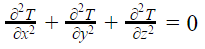 ∂²T/∂x² + ∂²T/∂y² + ∂²T/∂z² = 0